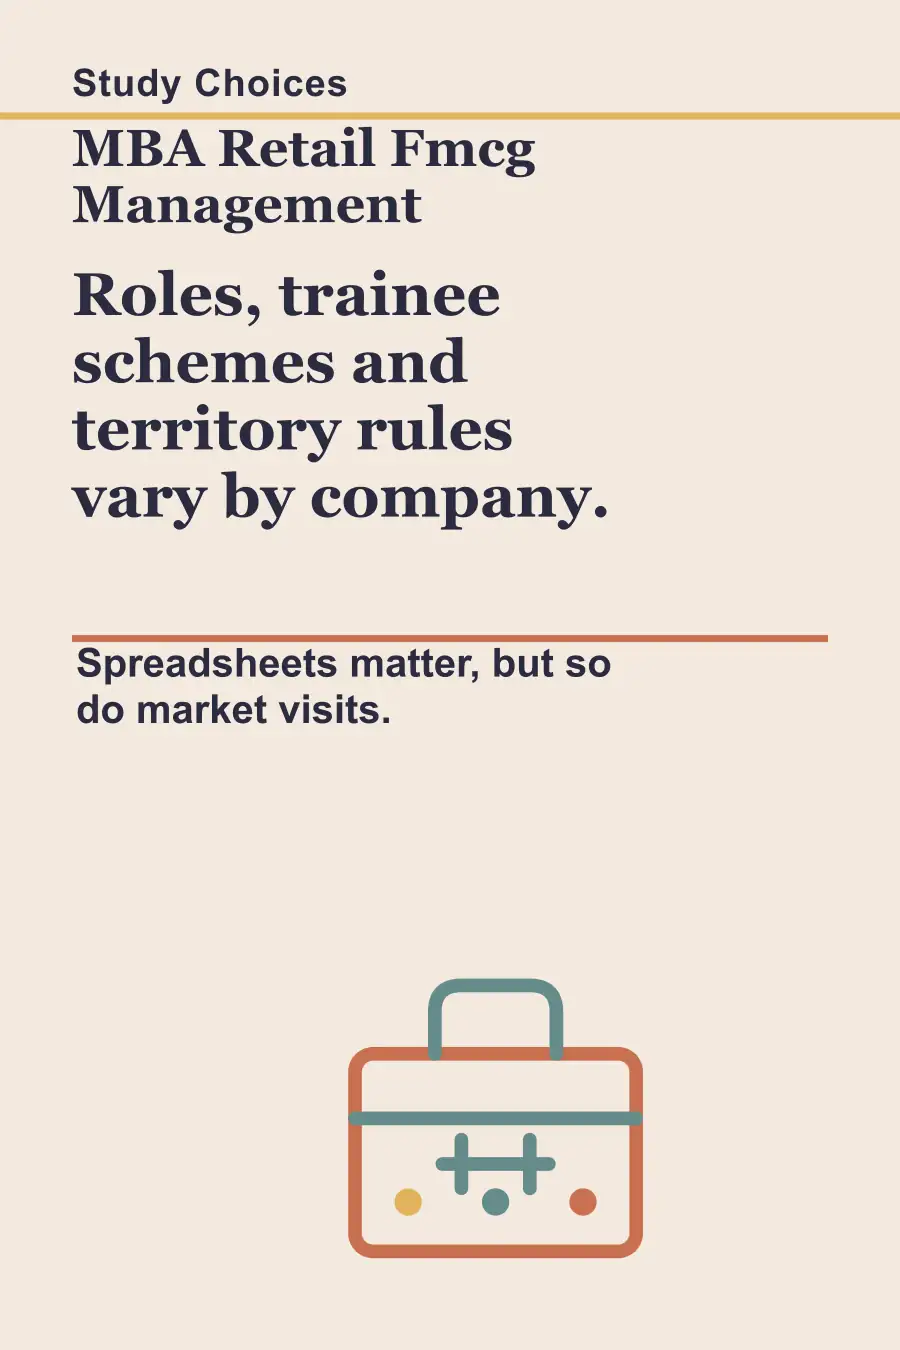 Study Choices
MBA Retail Fmcg
Management
Roles, trainee
schemes and
territory rules
vary by company.
Spreadsheets matter, but so
do market visits.